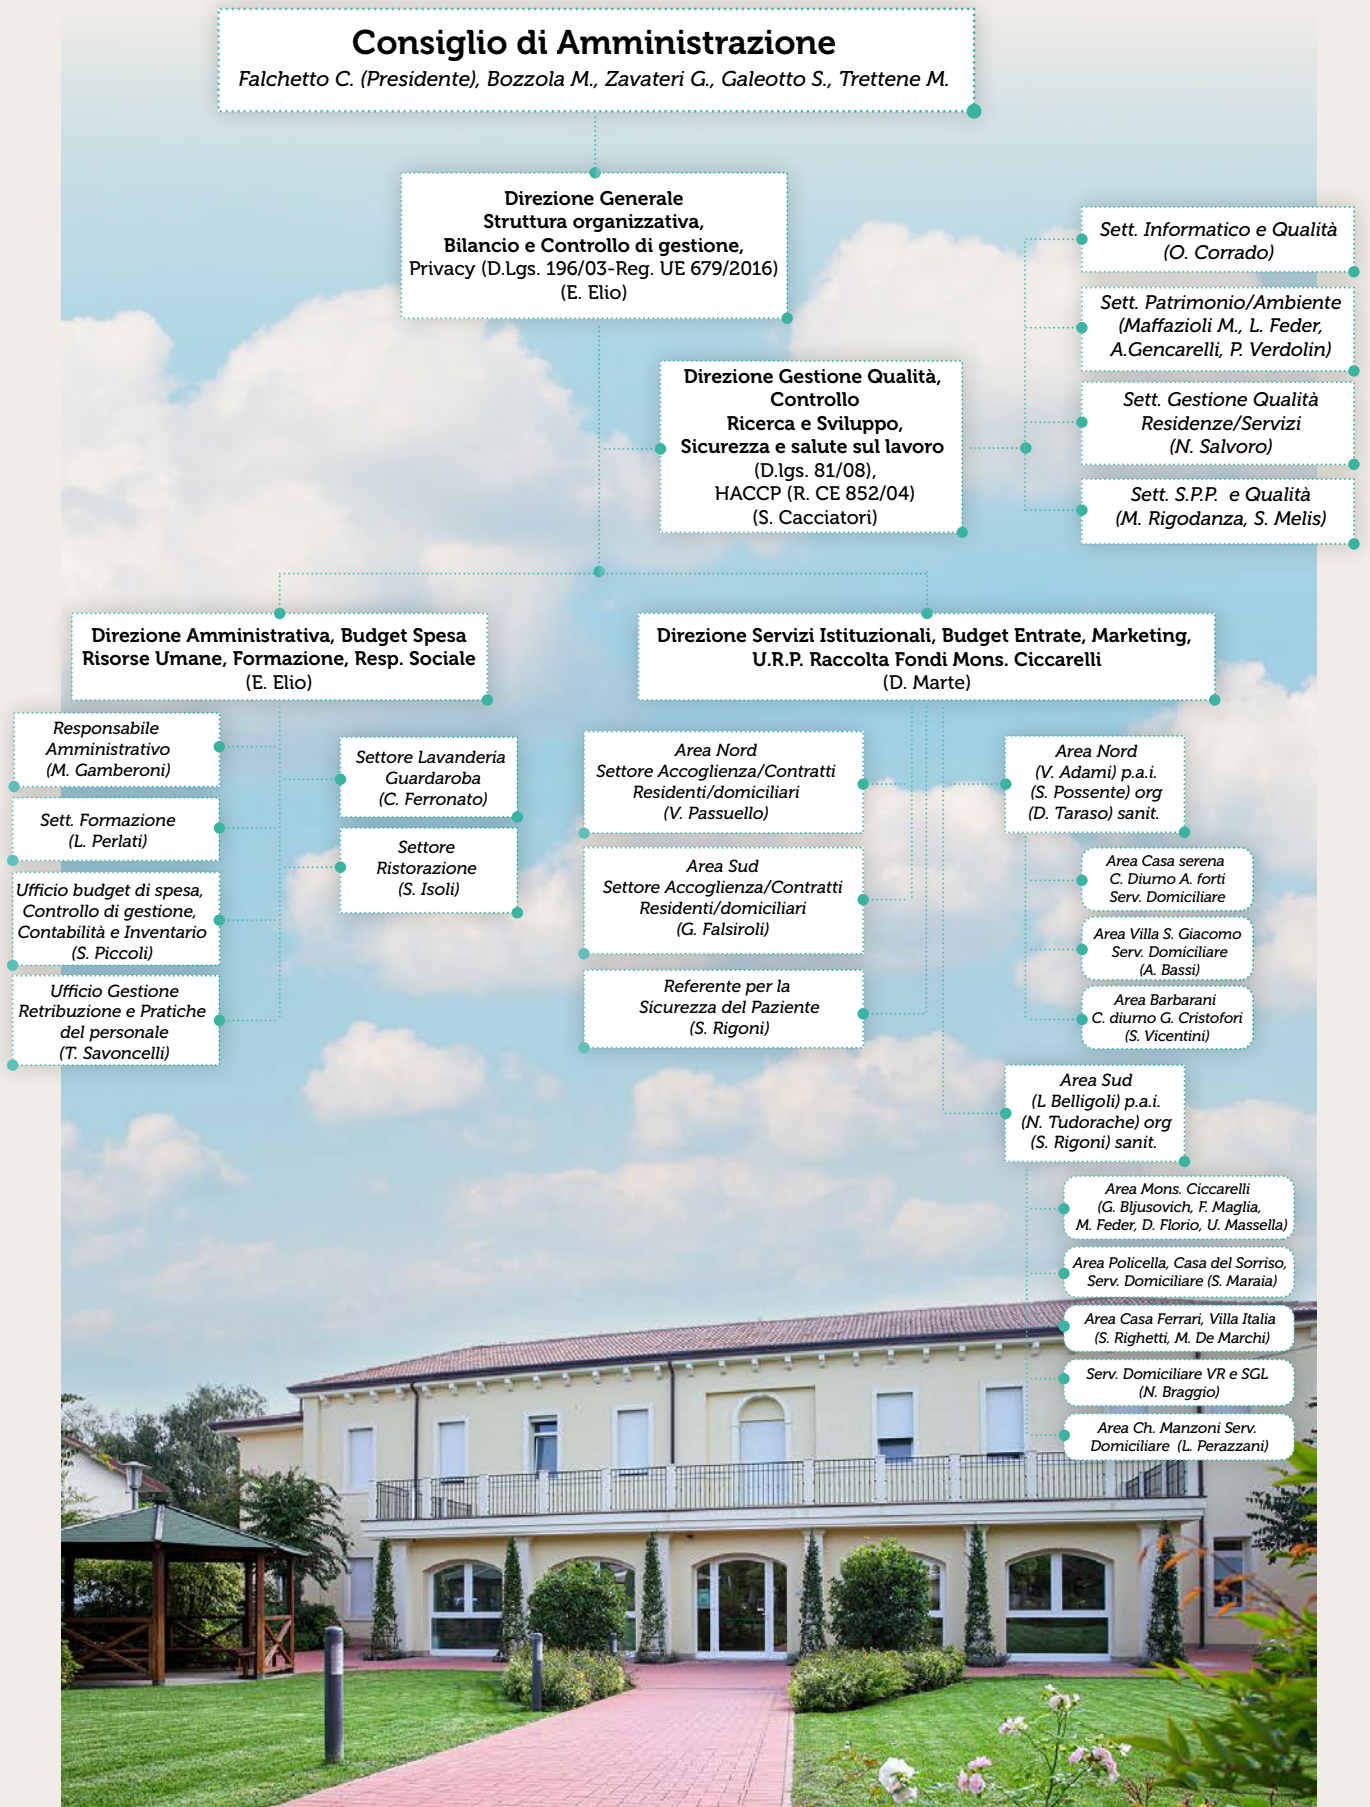 Consiglio di Amministrazione
Falchetto C. (Presidente), Bozzola M., Zavateri G., Galeotto S., Trettene M.
Direzione Generale
Struttura organizzativa,
Bilancio e Controllo di gestione,
Privacy (D.Lgs. 196/03-Reg. UE 679/2016)
(E. Elio)
Direzione Gestione Qualità,
Controllo
Ricerca e Sviluppo,
Sicurezza e salute sul lavoro
(D.lgs. 81/08),
HACCP (R. CE 852/04)
(S. Cacciatori)
Sett. Informatico e Qualità
(O. Corrado)
Sett. Patrimonio/Ambiente
(Maffazioli M., L. Feder,
A.Gencarelli, P. Verdolin)
Sett. Gestione Qualità
Residenze/Servizi
(N. Salvoro)
Sett. S.P.P. e Qualità
(M. Rigodanza, S. Melis)
Direzione Amministrativa, Budget Spesa
Risorse Umane, Formazione, Resp. Sociale
(E. Elio)
Responsabile
Amministrativo
(M. Gamberoni)
Sett. Formazione
(L. Perlati)
Ufficio budget di spesa,
Controllo di gestione,
Contabilità e Inventario
(S. Piccoli)
Ufficio Gestione
Retribuzione e Pratiche
del personale
(T. Savoncelli)
Settore Lavanderia
Guardaroba
(C. Ferronato)
Settore
Ristorazione
(S. Isoli)
Direzione Servizi Istituzionali, Budget Entrate, Marketing,
U.R.P. Raccolta Fondi Mons. Ciccarelli
(D. Marte)
Area Nord
Settore Accoglienza/Contratti
Residenti/domiciliari
(V. Passuello)
Area Sud
Settore Accoglienza/Contratti
Residenti/domiciliari
(G. Falsiroli)
Referente per la
Sicurezza del Paziente
(S. Rigoni)
Area Nord
(V. Adami) p.a.i.
(S. Possente) org
(D. Taraso) sanit.
Area Casa serena
C. Diurno A. forti
Serv. Domiciliare
Area Villa S. Giacomo
Serv. Domiciliare
(A. Bassi)
Area Barbarani
C. diurno G. Cristofori
(S. Vicentini)
Area Sud
(L Belligoli) p.a.i.
(N. Tudorache) org
(S. Rigoni) sanit.
Area Mons. Ciccarelli
(G. Bljusovich, F. Maglia,
M. Feder, D. Florio, U. Massella)
Area Policella, Casa del Sorriso,
Serv. Domiciliare (S. Maraia)
Area Casa Ferrari, Villa Italia
(S. Righetti, M. De Marchi)
Serv. Domiciliare VR e SGL
(N. Braggio)
Area Ch. Manzoni Serv.
Domiciliare (L. Perazzani)